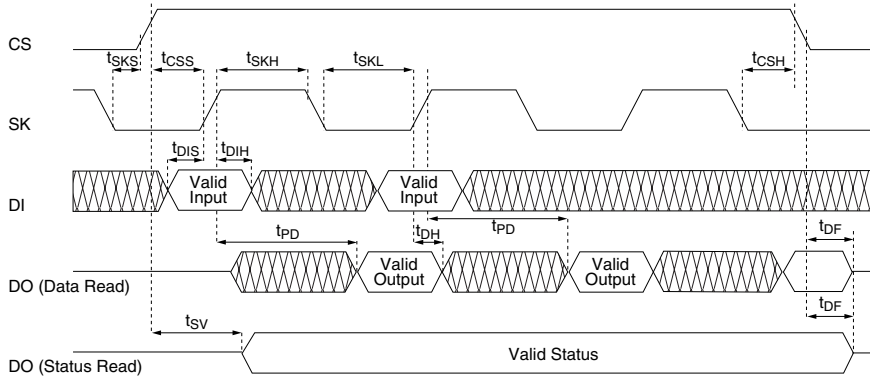 CS
tSKS
tCSS
tSKH
tSKL
tCSH
SK
tDIS
tDIH
DI
Valid
Input
Valid
Input
tPD
tDH
tPD
tDF
DO (Data Read)
Valid
Output
Valid
Output
tDF
tSV
DO (Status Read)
Valid Status